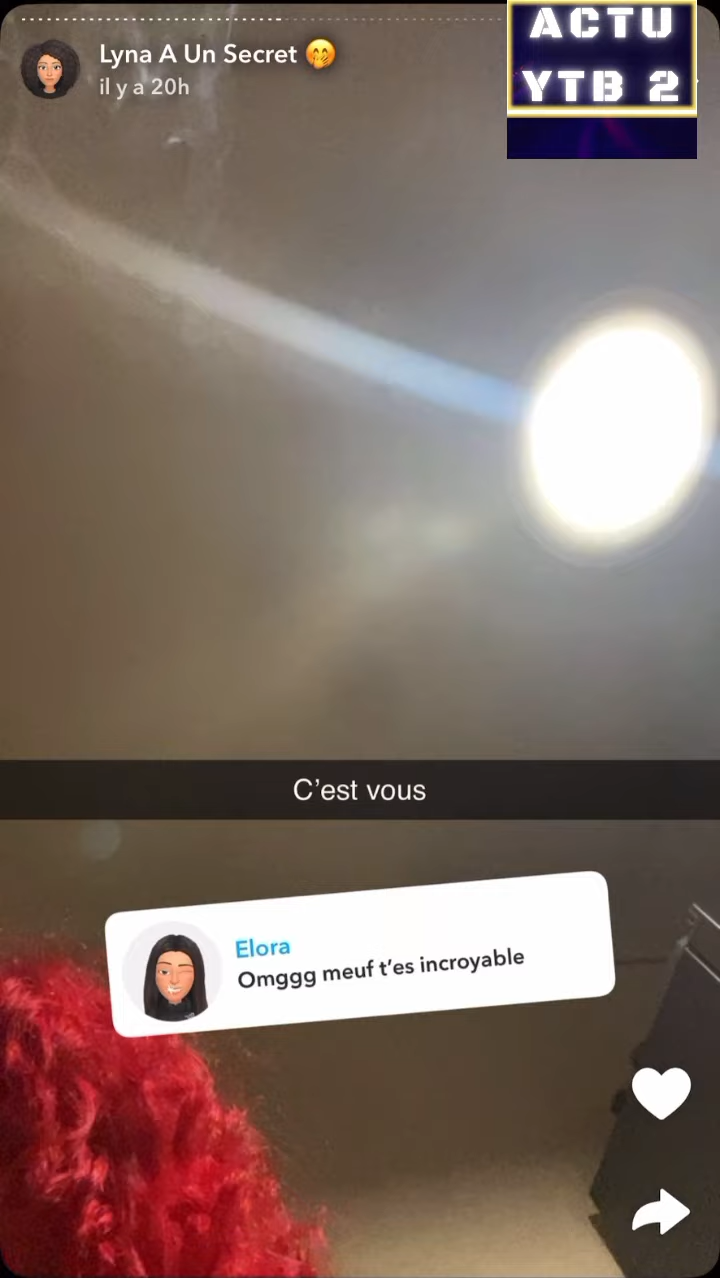 Lyna A Un Secret 🤭
il y a 20h
ACTU
YTB 2
C'est vous
Elora
Omggg meuf t'es incroyable